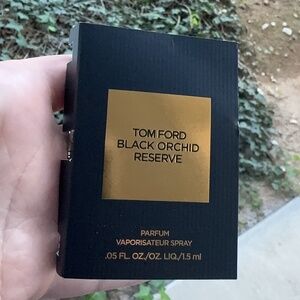 TOM FORD
BLACK ORCHID
RESERVE
PARFUM
VAPORISATEUR SPRAY
.05 FL. OZ./OZ. LIQ./1.5 ml